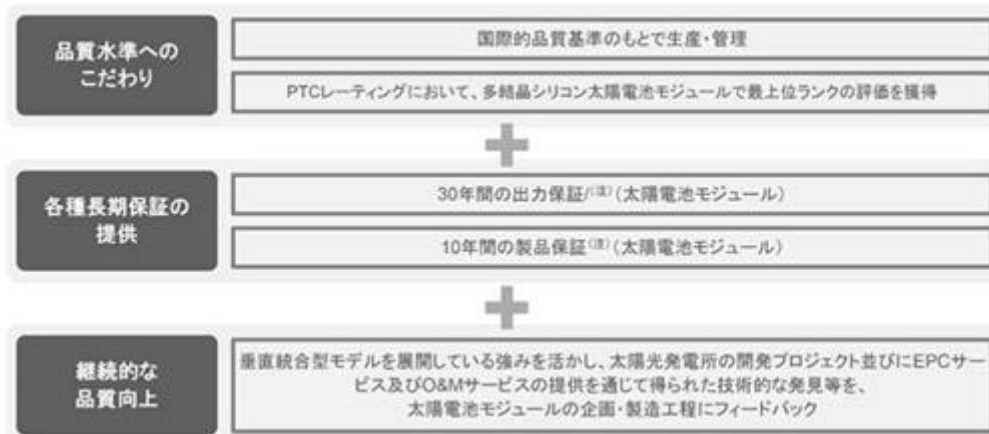 品質水準への
こだわり
国際的品質基準のもとで生産・管理
PTCレーティングにおいて、多結晶シリコン太陽電池モジュールで最上位ランクの評価を獲得
各種長期保証の
提供
30年間の出力保証/(注)(太陽電池モジュール)
10年間の製品保証(注)(太陽電池モジュール)
継続的な
品質向上
垂直統合型モデルを展開している強みを活かし、太陽光発電所の開発プロジェクト並びにEPCサー
ビス及びO&Mサービスの提供を通じて得られた技術的な発見等を、
太陽電池モジュールの企画・製造工程にフィードバック